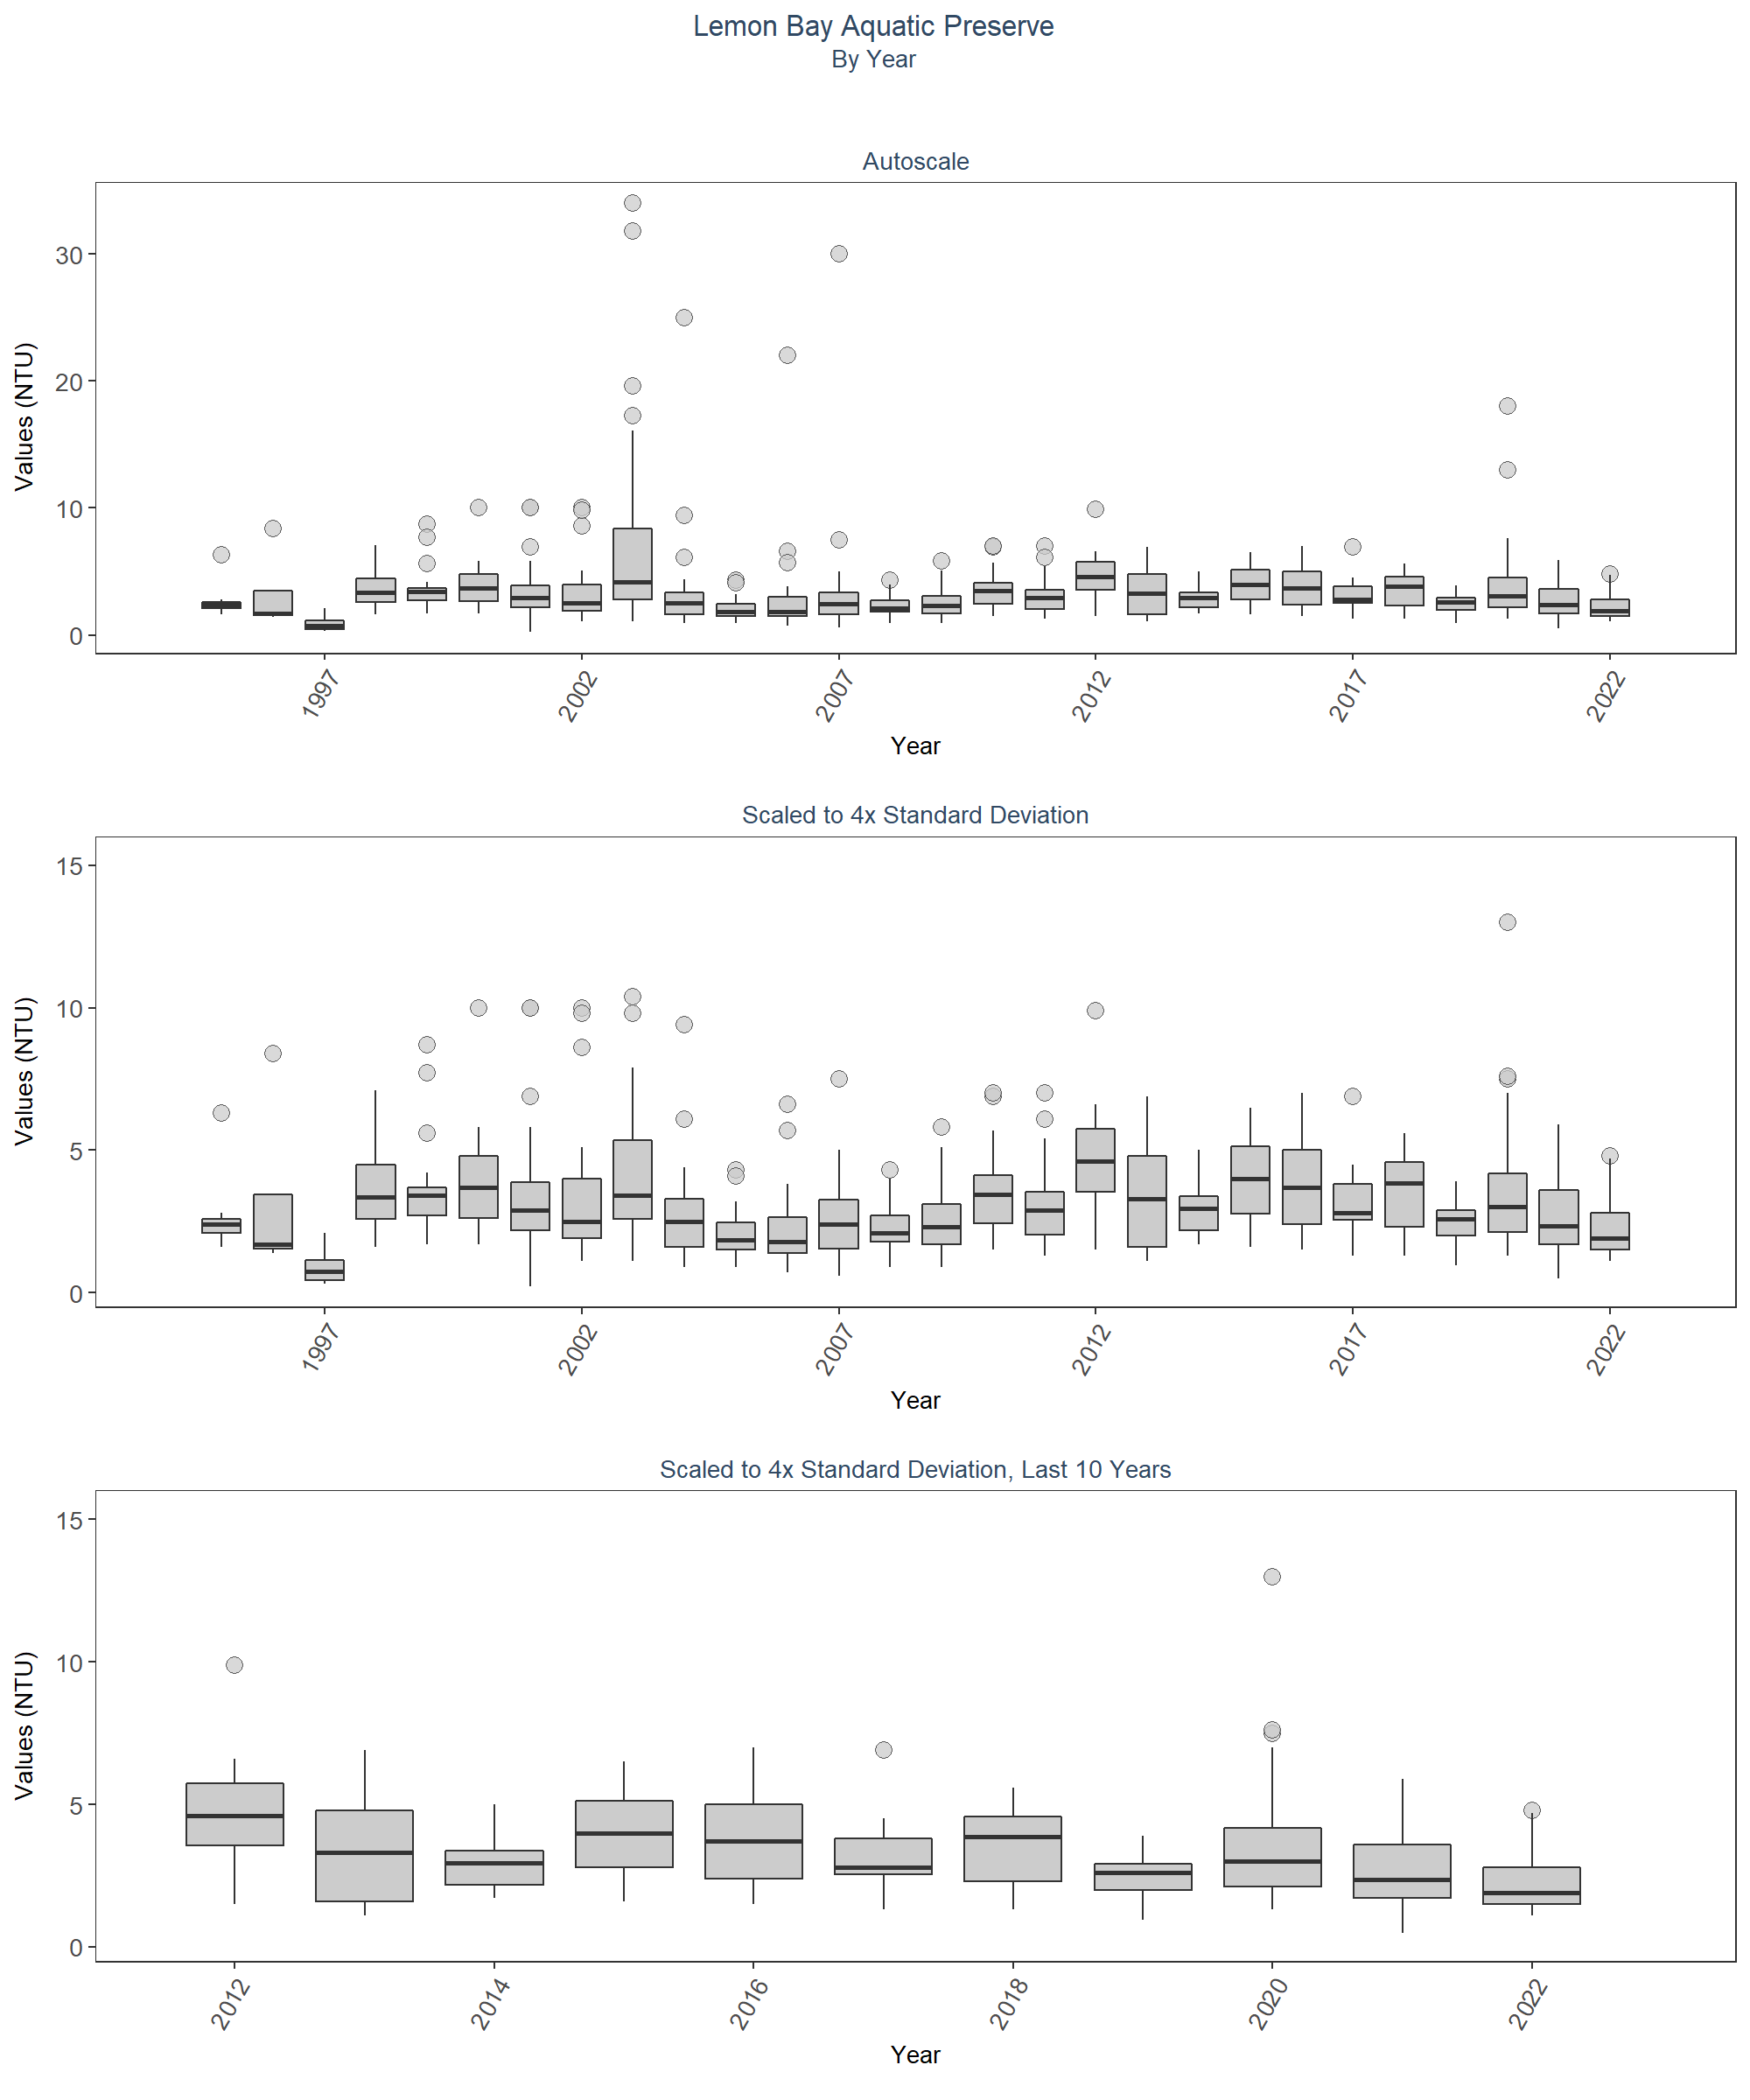 Lemon Bay Aquatic Preserve
By Year
Autoscale
Values (NTU)
30
20
10
0
1997
2002
2007
2012
2017
2022
Year
Scaled to 4x Standard Deviation
Values (NTU)
15
10
5
0
1997
2002
2007
2012
2017
2022
Year
Scaled to 4x Standard Deviation, Last 10 Years
Values (NTU)
15
10
5
0
2012
2014
2016
2018
2020
2022
Year